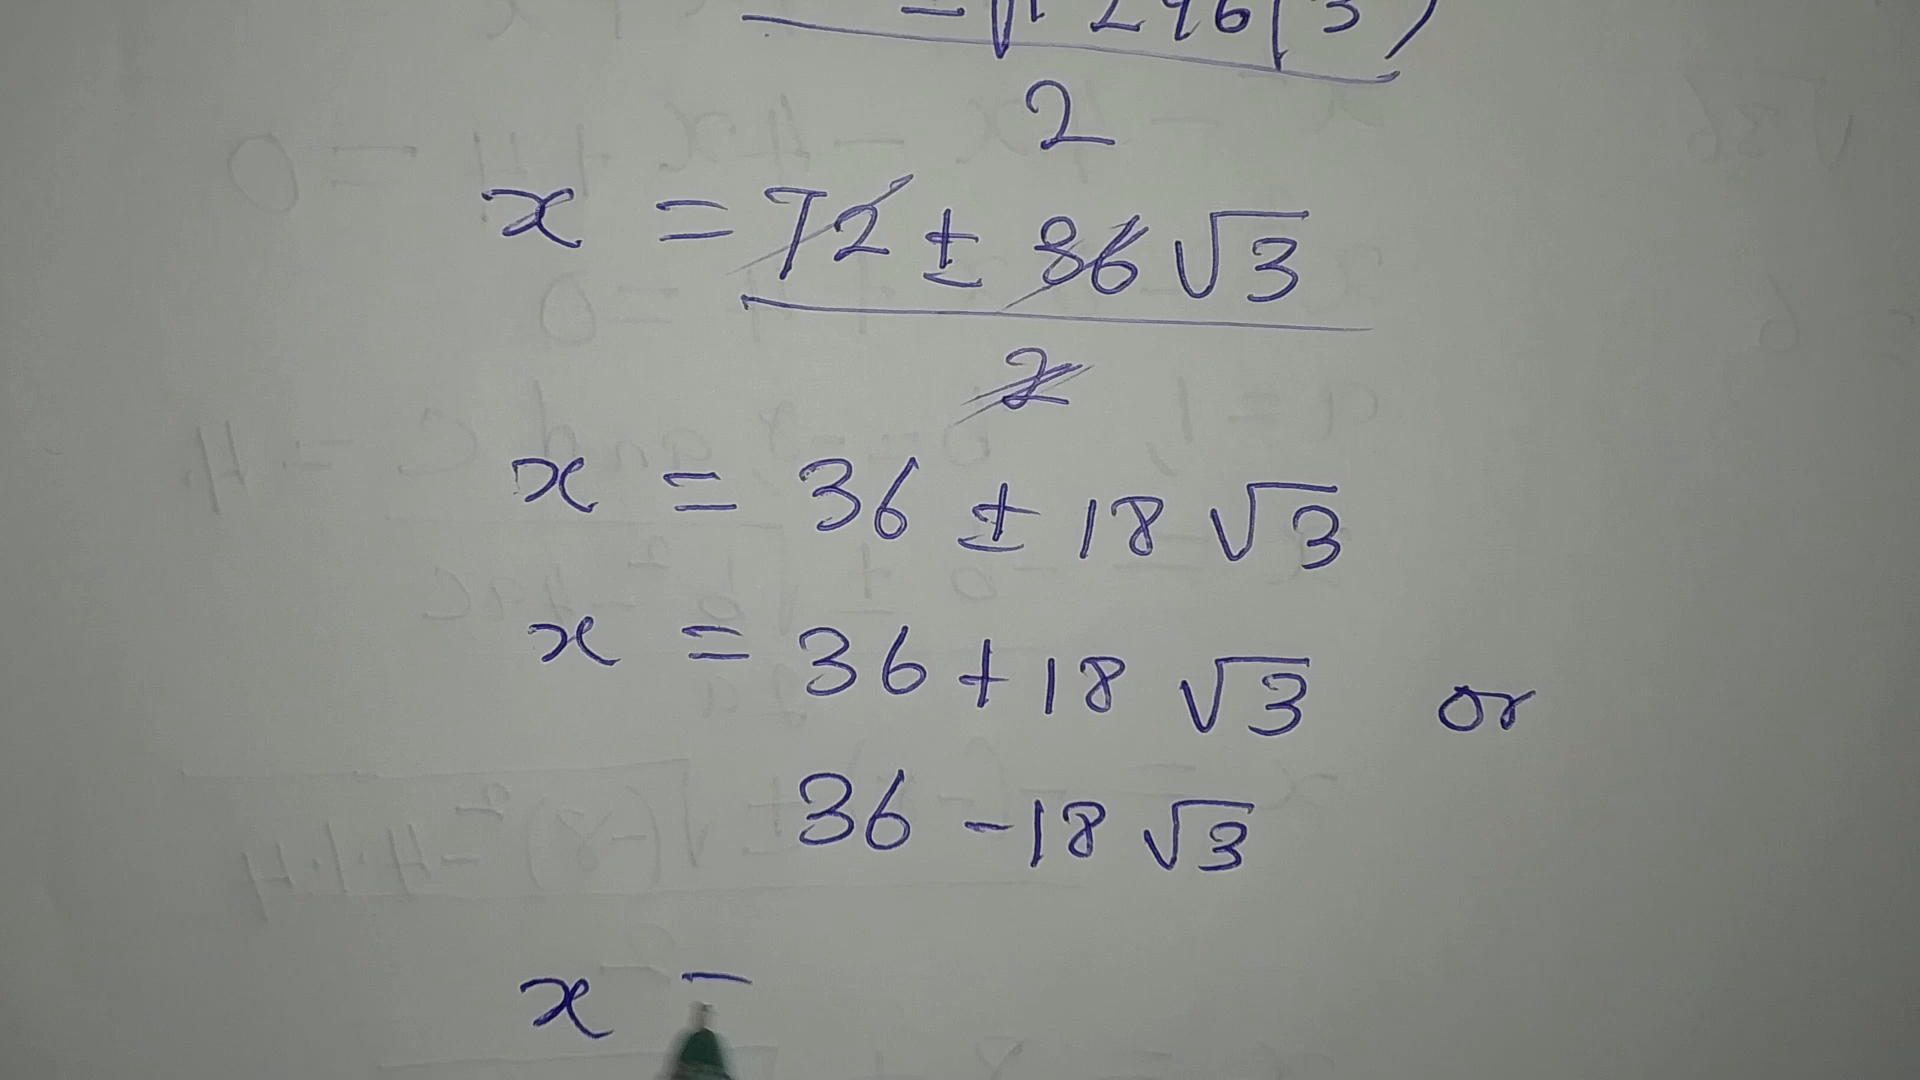 2
x = 72 ± 36 √3
2
x = 36 ± 18 √3
x = 36 + 18 √3 or
36 - 18 √3
x